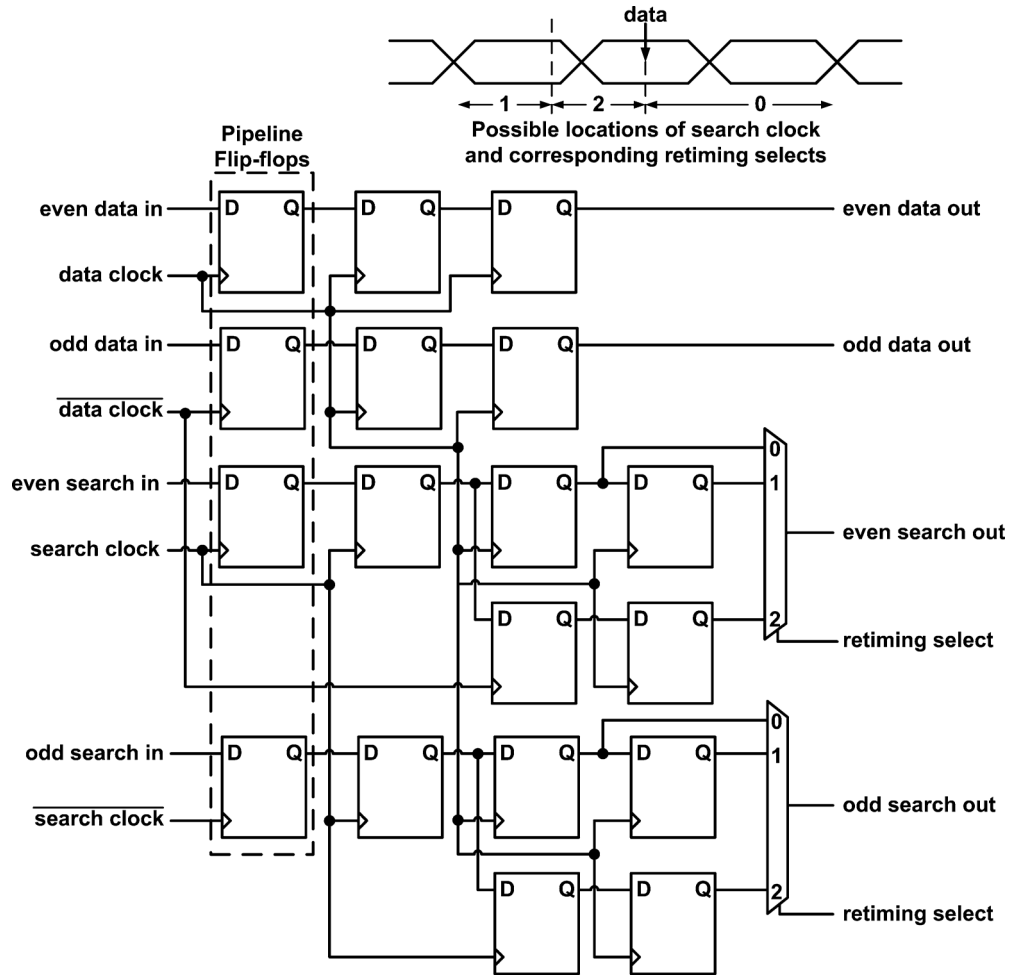 data
1 2 0
Possible locations of search clock
and corresponding retiming selects
Pipeline
Flip-flops
even data in
D Q D Q D Q
even data out
data clock
odd data in
D Q D Q D Q
odd data out
data clock
0
even search in
D Q D Q D Q D Q
1
even search out
search clock
D Q D Q
2
retiming select
0
odd search in
D Q D Q D Q D Q
1
odd search out
search clock
D Q D Q
2
retiming select